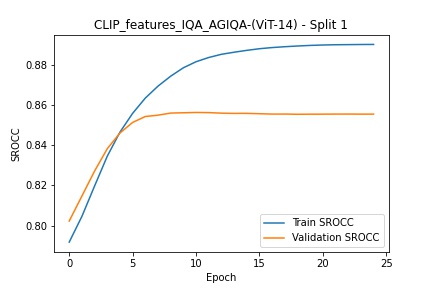 CLIP_features_IQA_AGIQA-(ViT-14) - Split 1
SROCC
0.88
0.86
0.84
0.82
0.80
Train SROCC
Validation SROCC
0 5 10 15 20 25
Epoch